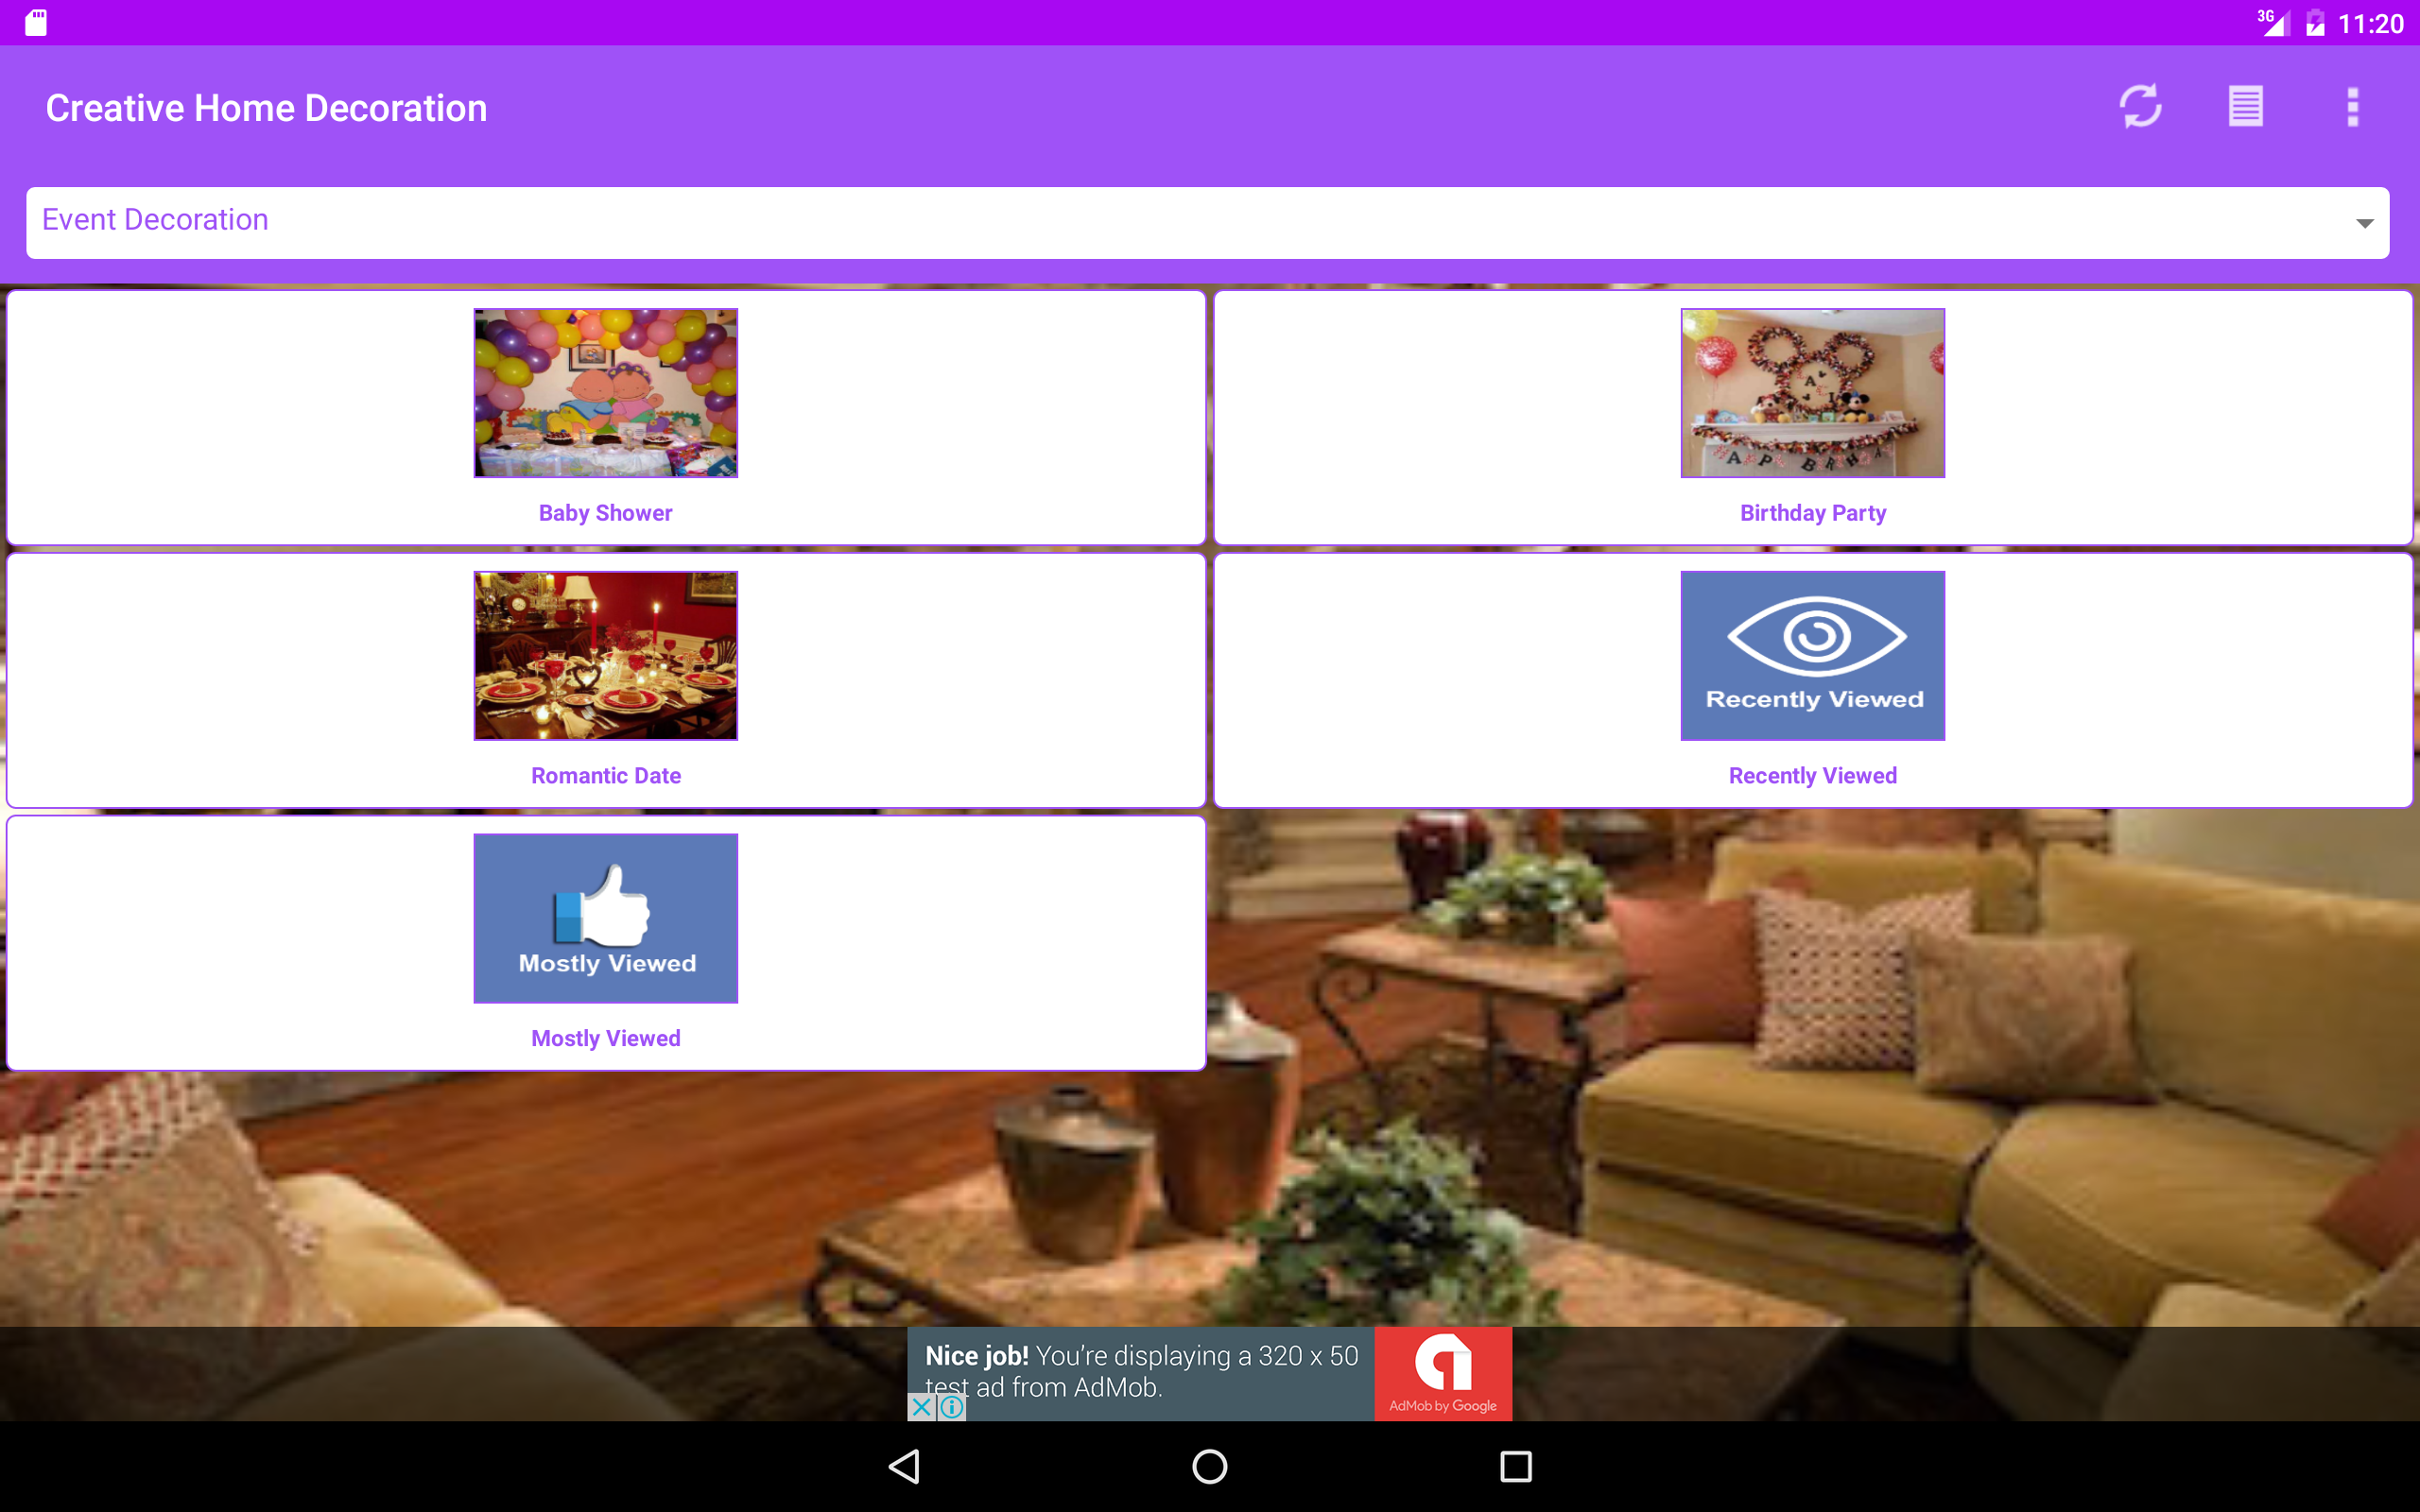 3G 11:20
Creative Home Decoration
Event Decoration
Baby Shower
Birthday Party
Romantic Date
Recently Viewed
Recently Viewed
Mostly Viewed
Mostly Viewed
Nice job! You're displaying a 320 x 50
test ad from AdMob.
AdMob by Google